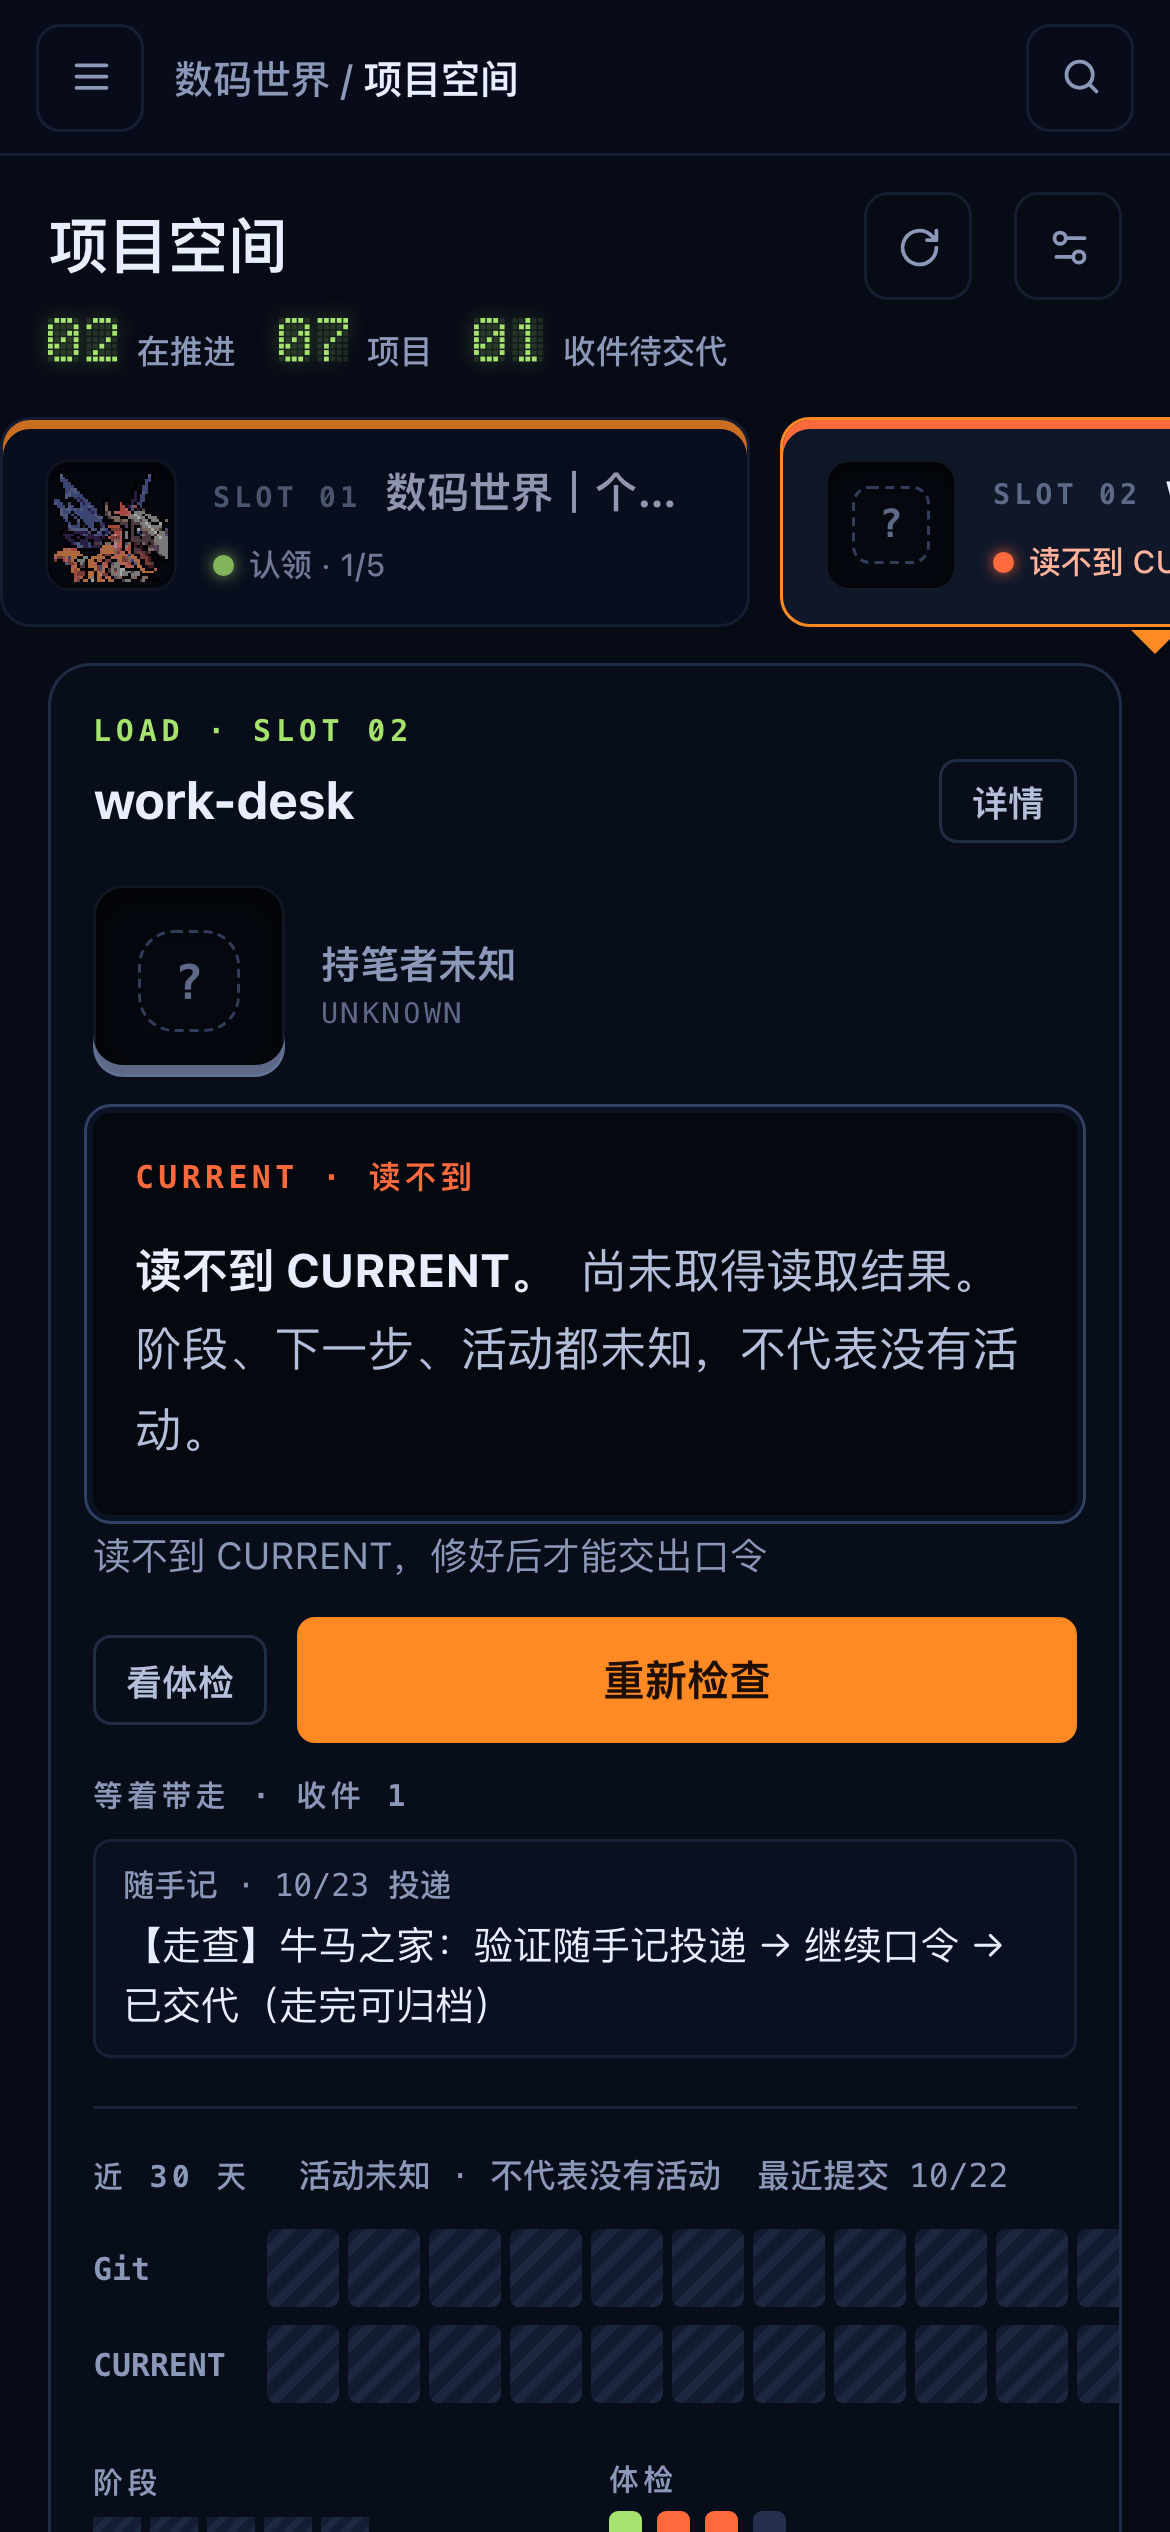 数码世界 / 项目空间
项目空间
02 在推进 07 项目 01 收件待交代
SLOT 01 数码世界 | 个...
认领 · 1/5
?
SLOT 02
读不到 CU
LOAD · SLOT 02
work-desk
详情
?
持笔者未知
UNKNOWN
CURRENT · 读不到
读不到 CURRENT。 尚未取得读取结果。
阶段、下一步、活动都未知，不代表没有活
动。
读不到 CURRENT，修好后才能交出口令
看体检
重新检查
等着带走 · 收件 1
随手记 · 10/23 投递
【走查】牛马之家：验证随手记投递 → 继续口令 →
已交代（走完可归档）
近 30 天 活动未知 · 不代表没有活动 最近提交 10/22
Git
CURRENT
阶段
体检